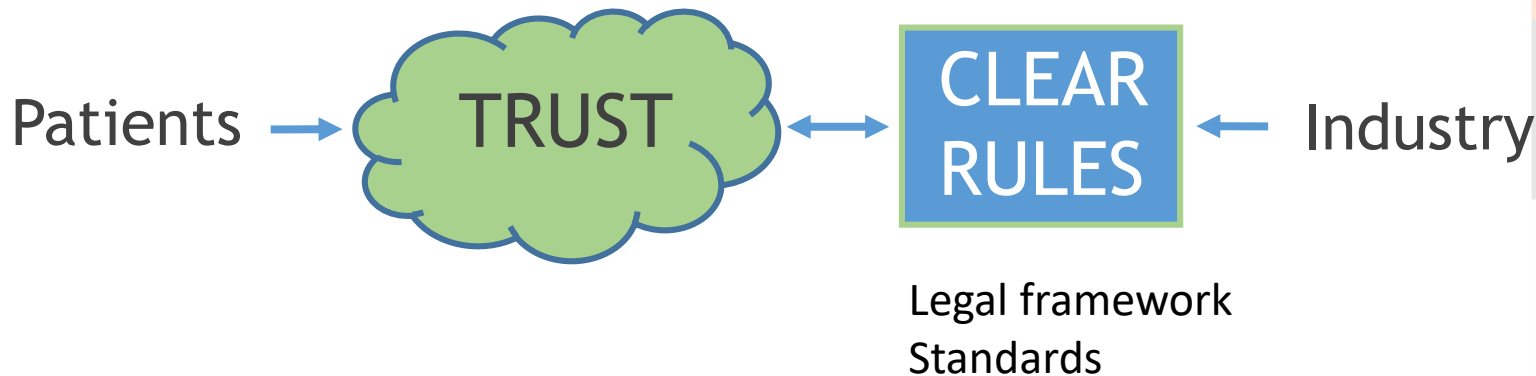 Patients
TRUST
CLEAR
RULES
Industry
Legal framework
Standards